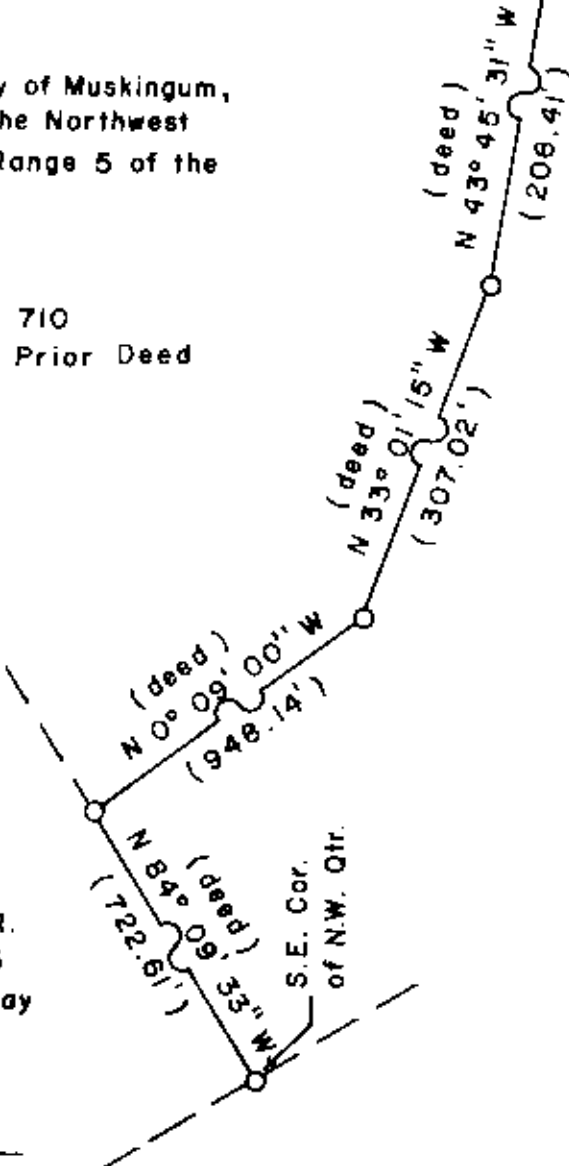 y of Muskingum,
he Northwest
Range 5 of the
710
Prior Deed
(deed)
N 43° 45' 31" W
(208.41')
(deed)
N 33° 01' 15" W
(307.02')
(deed)
N 0° 09' 00" W
(948.14')
(deed)
N 84° 09' 33" W
(722.61')
S.E. Cor.
of N.W. Qtr.
R.
ay